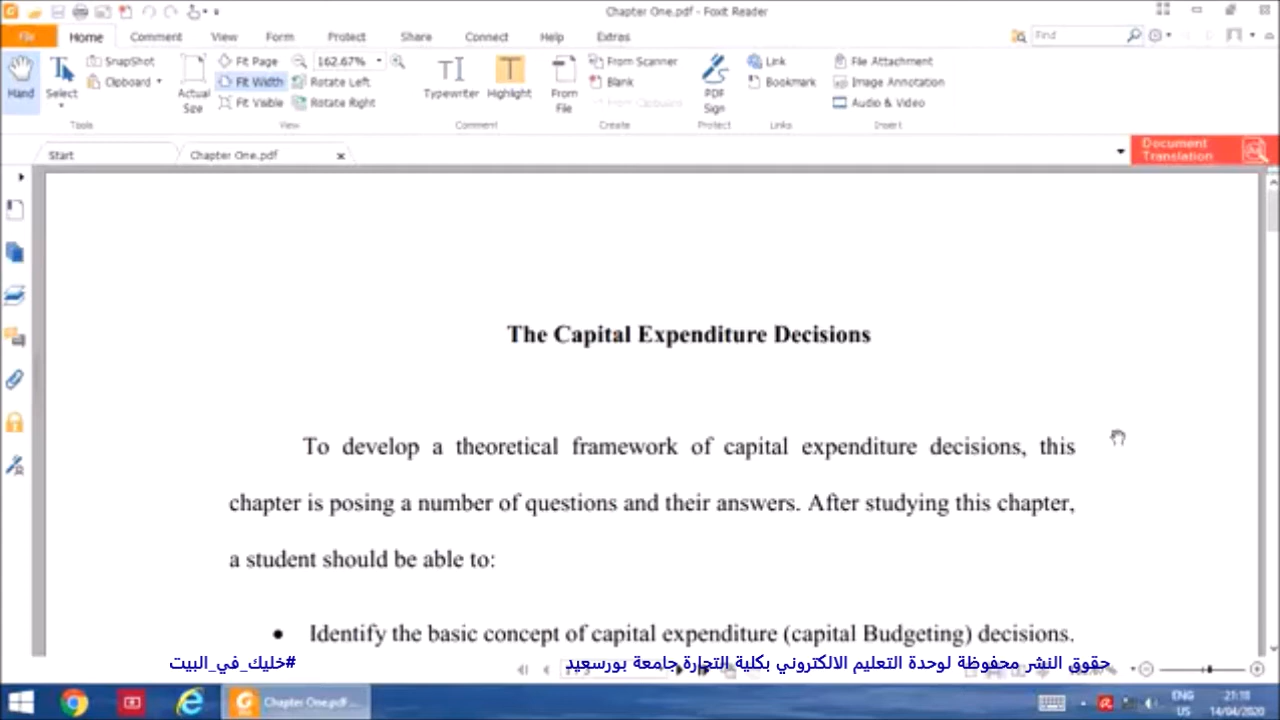 Chapter One.pdf - Foxit Reader
File Home Comment View Form Protect Share Connect Help Extras
Find
Hand
Select
SnapShot
Clipboard
Tools
Actual Size
Fit Page
Fit Width
Fit Visible
162.67%
Rotate Left
Rotate Right
View
Typewriter
Highlight
Comment
From File
From Scanner
Blank
From Clipboard
Create
PDF Sign
Protect
Link
Bookmark
Links
File Attachment
Image Annotation
Audio & Video
Insert
Start
Chapter One.pdf
Document Translation
The Capital Expenditure Decisions
To develop a theoretical framework of capital expenditure decisions, this
chapter is posing a number of questions and their answers. After studying this chapter,
a student should be able to:
• Identify the basic concept of capital expenditure (capital Budgeting) decisions.
حقوق النشر محفوظة لوحدة التعليم الالكتروني بكلية التجارة جامعة بورسعيد
#خليك_في_البيت
Chapter One.pdf ...
ENG
US
21:18
14/04/2020